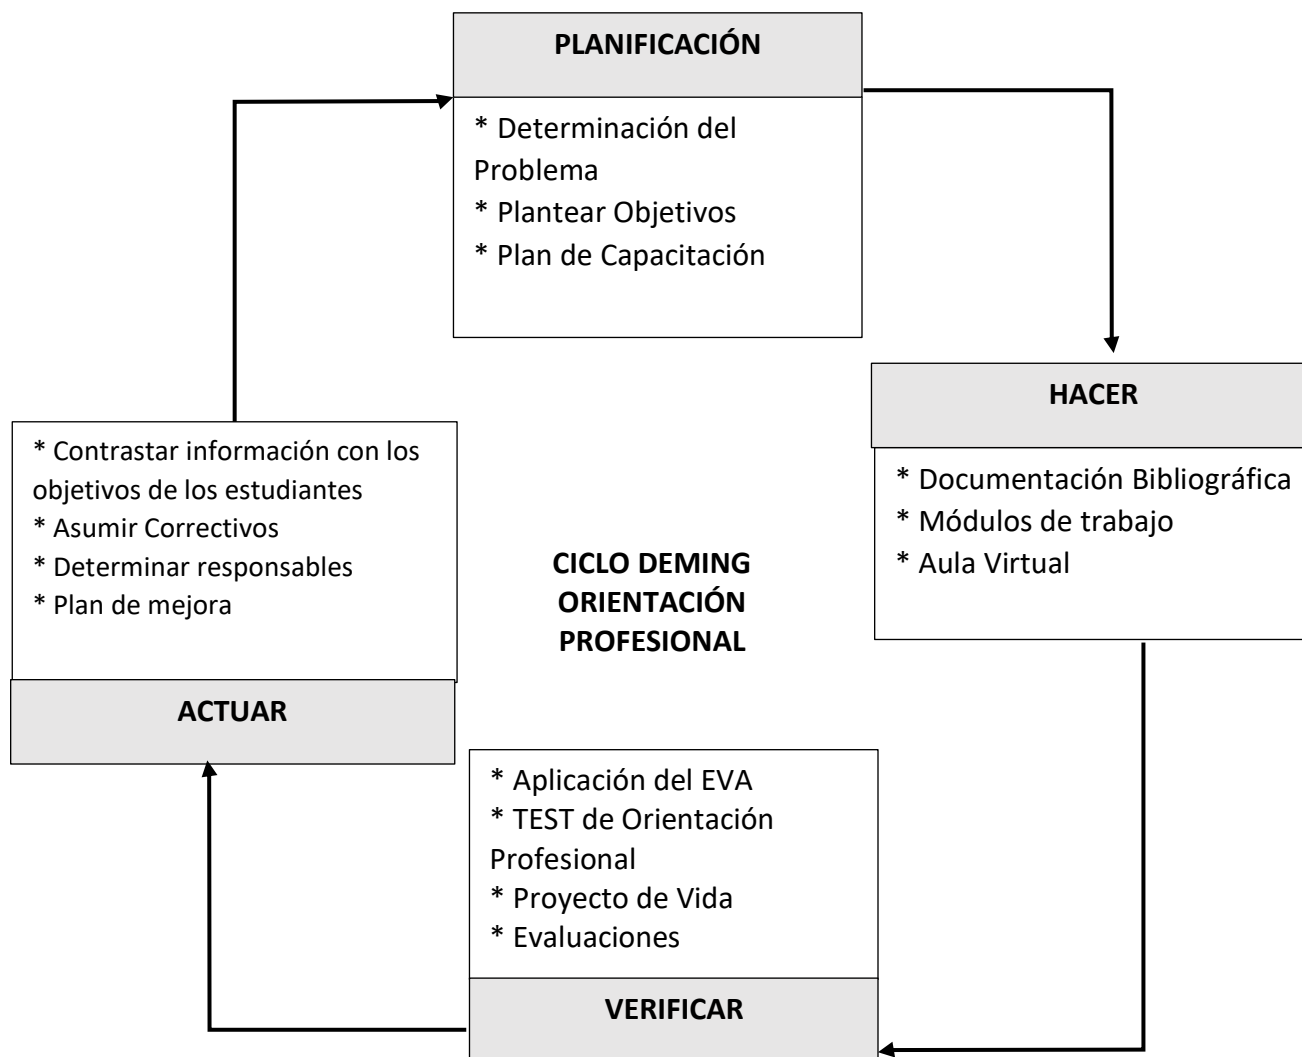 PLANIFICACIÓN
* Determinación del
Problema
* Plantear Objetivos
* Plan de Capacitación
HACER
* Documentación Bibliográfica
* Módulos de trabajo
* Aula Virtual
* Contrastar información con los
objetivos de los estudiantes
* Asumir Correctivos
* Determinar responsables
* Plan de mejora
ACTUAR
CICLO DEMING
ORIENTACIÓN
PROFESIONAL
* Aplicación del EVA
* TEST de Orientación
Profesional
* Proyecto de Vida
* Evaluaciones
VERIFICAR